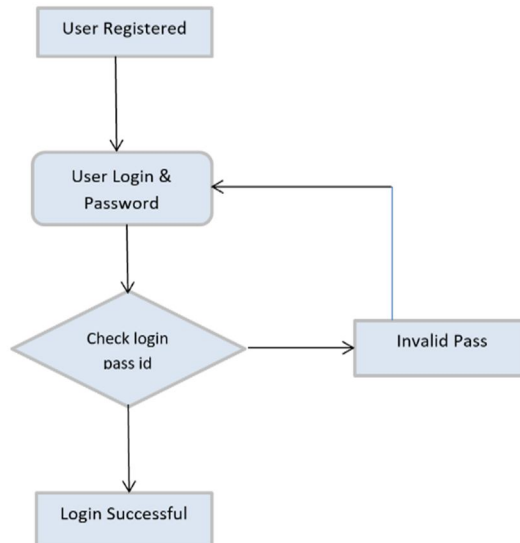 User Registered
User Login &
Password
Check login
pass id
Invalid Pass
Login Successful